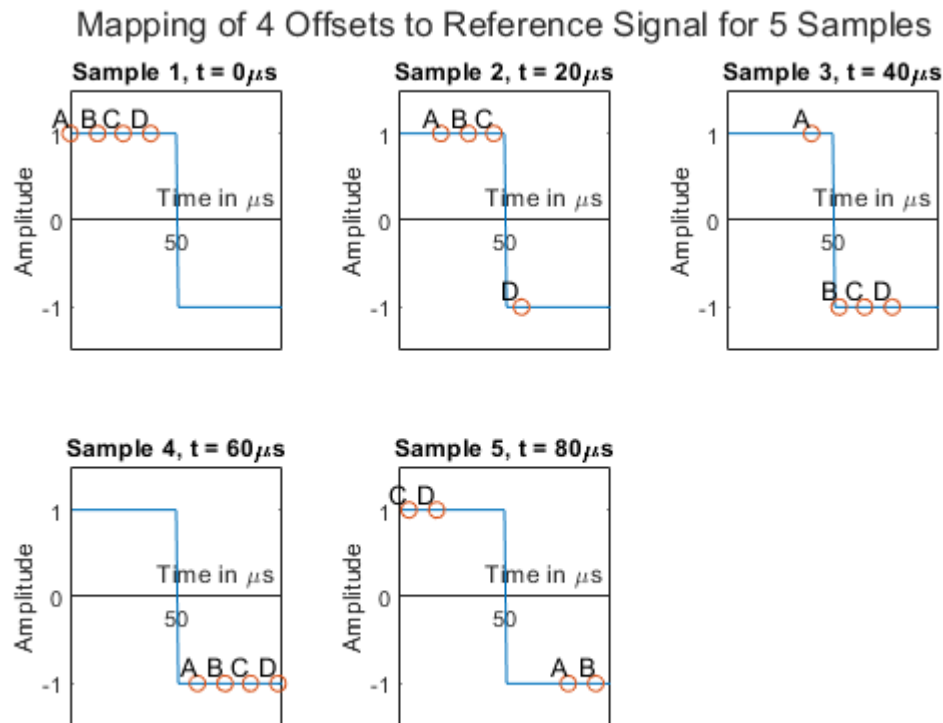 Mapping of 4 Offsets to Reference Signal for 5 Samples
Sample 1, t = 0μs
A B C D
1
Time in μs
0
50
-1
Amplitude
Sample 2, t = 20μs
A B C
1
Time in μs
0
50
D
-1
Amplitude
Sample 3, t = 40μs
A
1
Time in μs
0
50
B C D
-1
Amplitude
Sample 4, t = 60μs
1
Time in μs
0
50
A B C D
-1
Amplitude
Sample 5, t = 80μs
C D
1
Time in μs
0
50
A B
-1
Amplitude